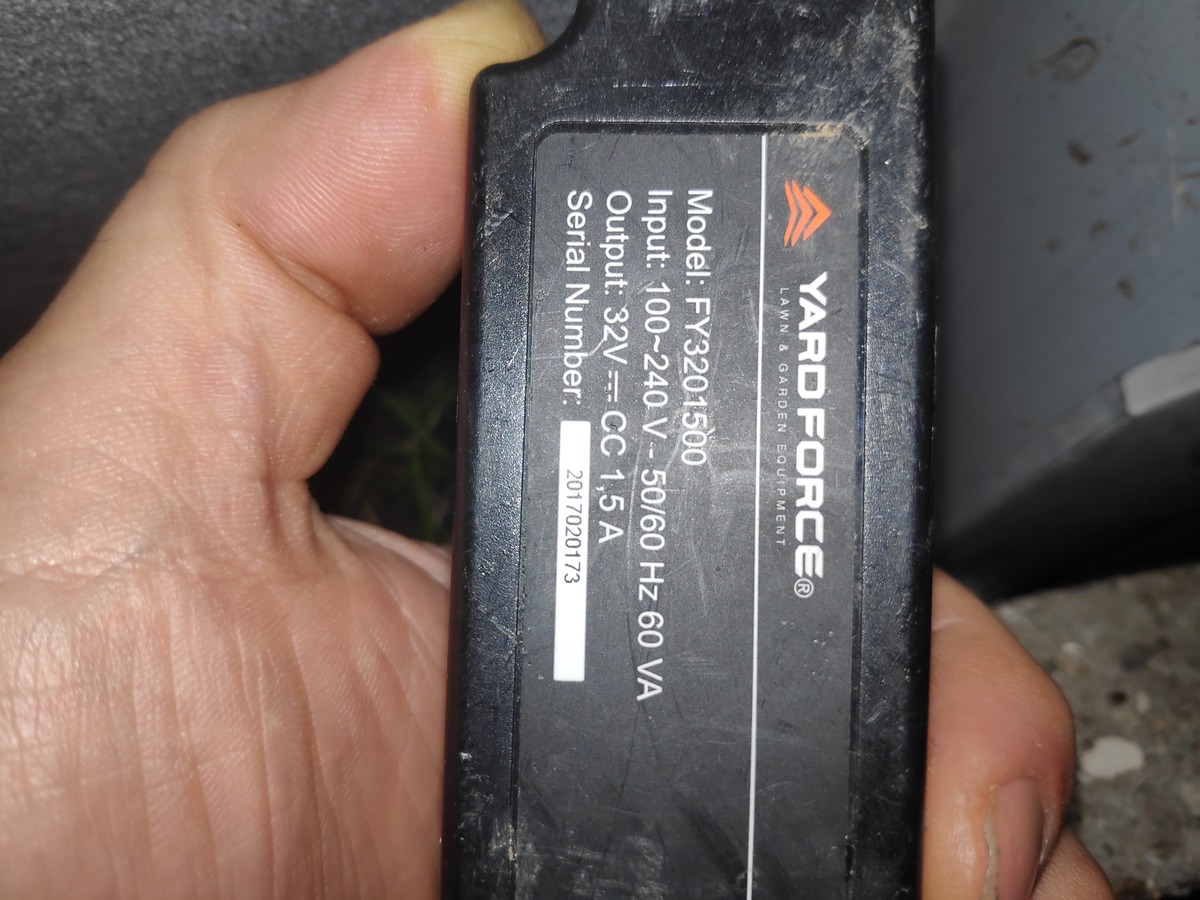 YARD FORCE®
LAWN & GARDEN EQUIPMENT
Model: FY3201500
Input: 100~240 V~ 50/60 Hz 60 VA
Output: 32V ⎓ CC 1,5 A
Serial Number: 2017020173